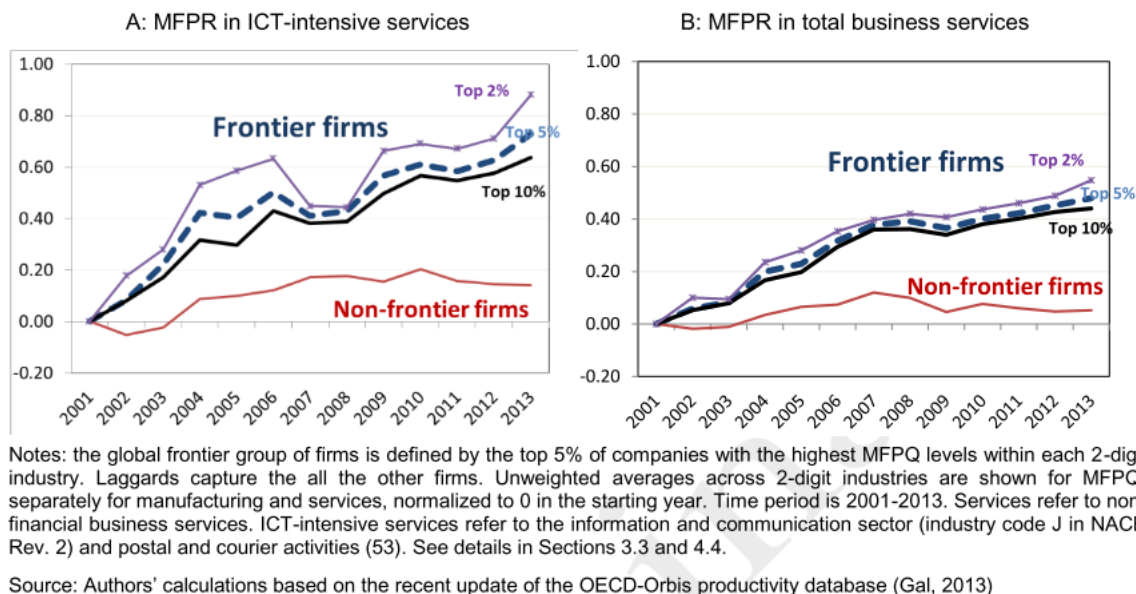 A: MFPR in ICT-intensive services
B: MFPR in total business services
1.00
0.80
0.60
0.40
0.20
0.00
-0.20
Top 2%
Frontier firms
Top 5%
Top 10%
Non-frontier firms
2001 2002 2003 2004 2005 2006 2007 2008 2009 2010 2011 2012 2013
1.00
0.80
0.60
0.40
0.20
0.00
-0.20
Frontier firms
Top 2%
Top 5%
Top 10%
Non-frontier firms
2001 2002 2003 2004 2005 2006 2007 2008 2009 2010 2011 2012 2013
Notes: the global frontier group of firms is defined by the top 5% of companies with the highest MFPQ levels within each 2-dig
industry. Laggards capture the all the other firms. Unweighted averages across 2-digit industries are shown for MFPQ
separately for manufacturing and services, normalized to 0 in the starting year. Time period is 2001-2013. Services refer to non
financial business services. ICT-intensive services refer to the information and communication sector (industry code J in NACE
Rev. 2) and postal and courier activities (53). See details in Sections 3.3 and 4.4.
Source: Authors' calculations based on the recent update of the OECD-Orbis productivity database (Gal, 2013)